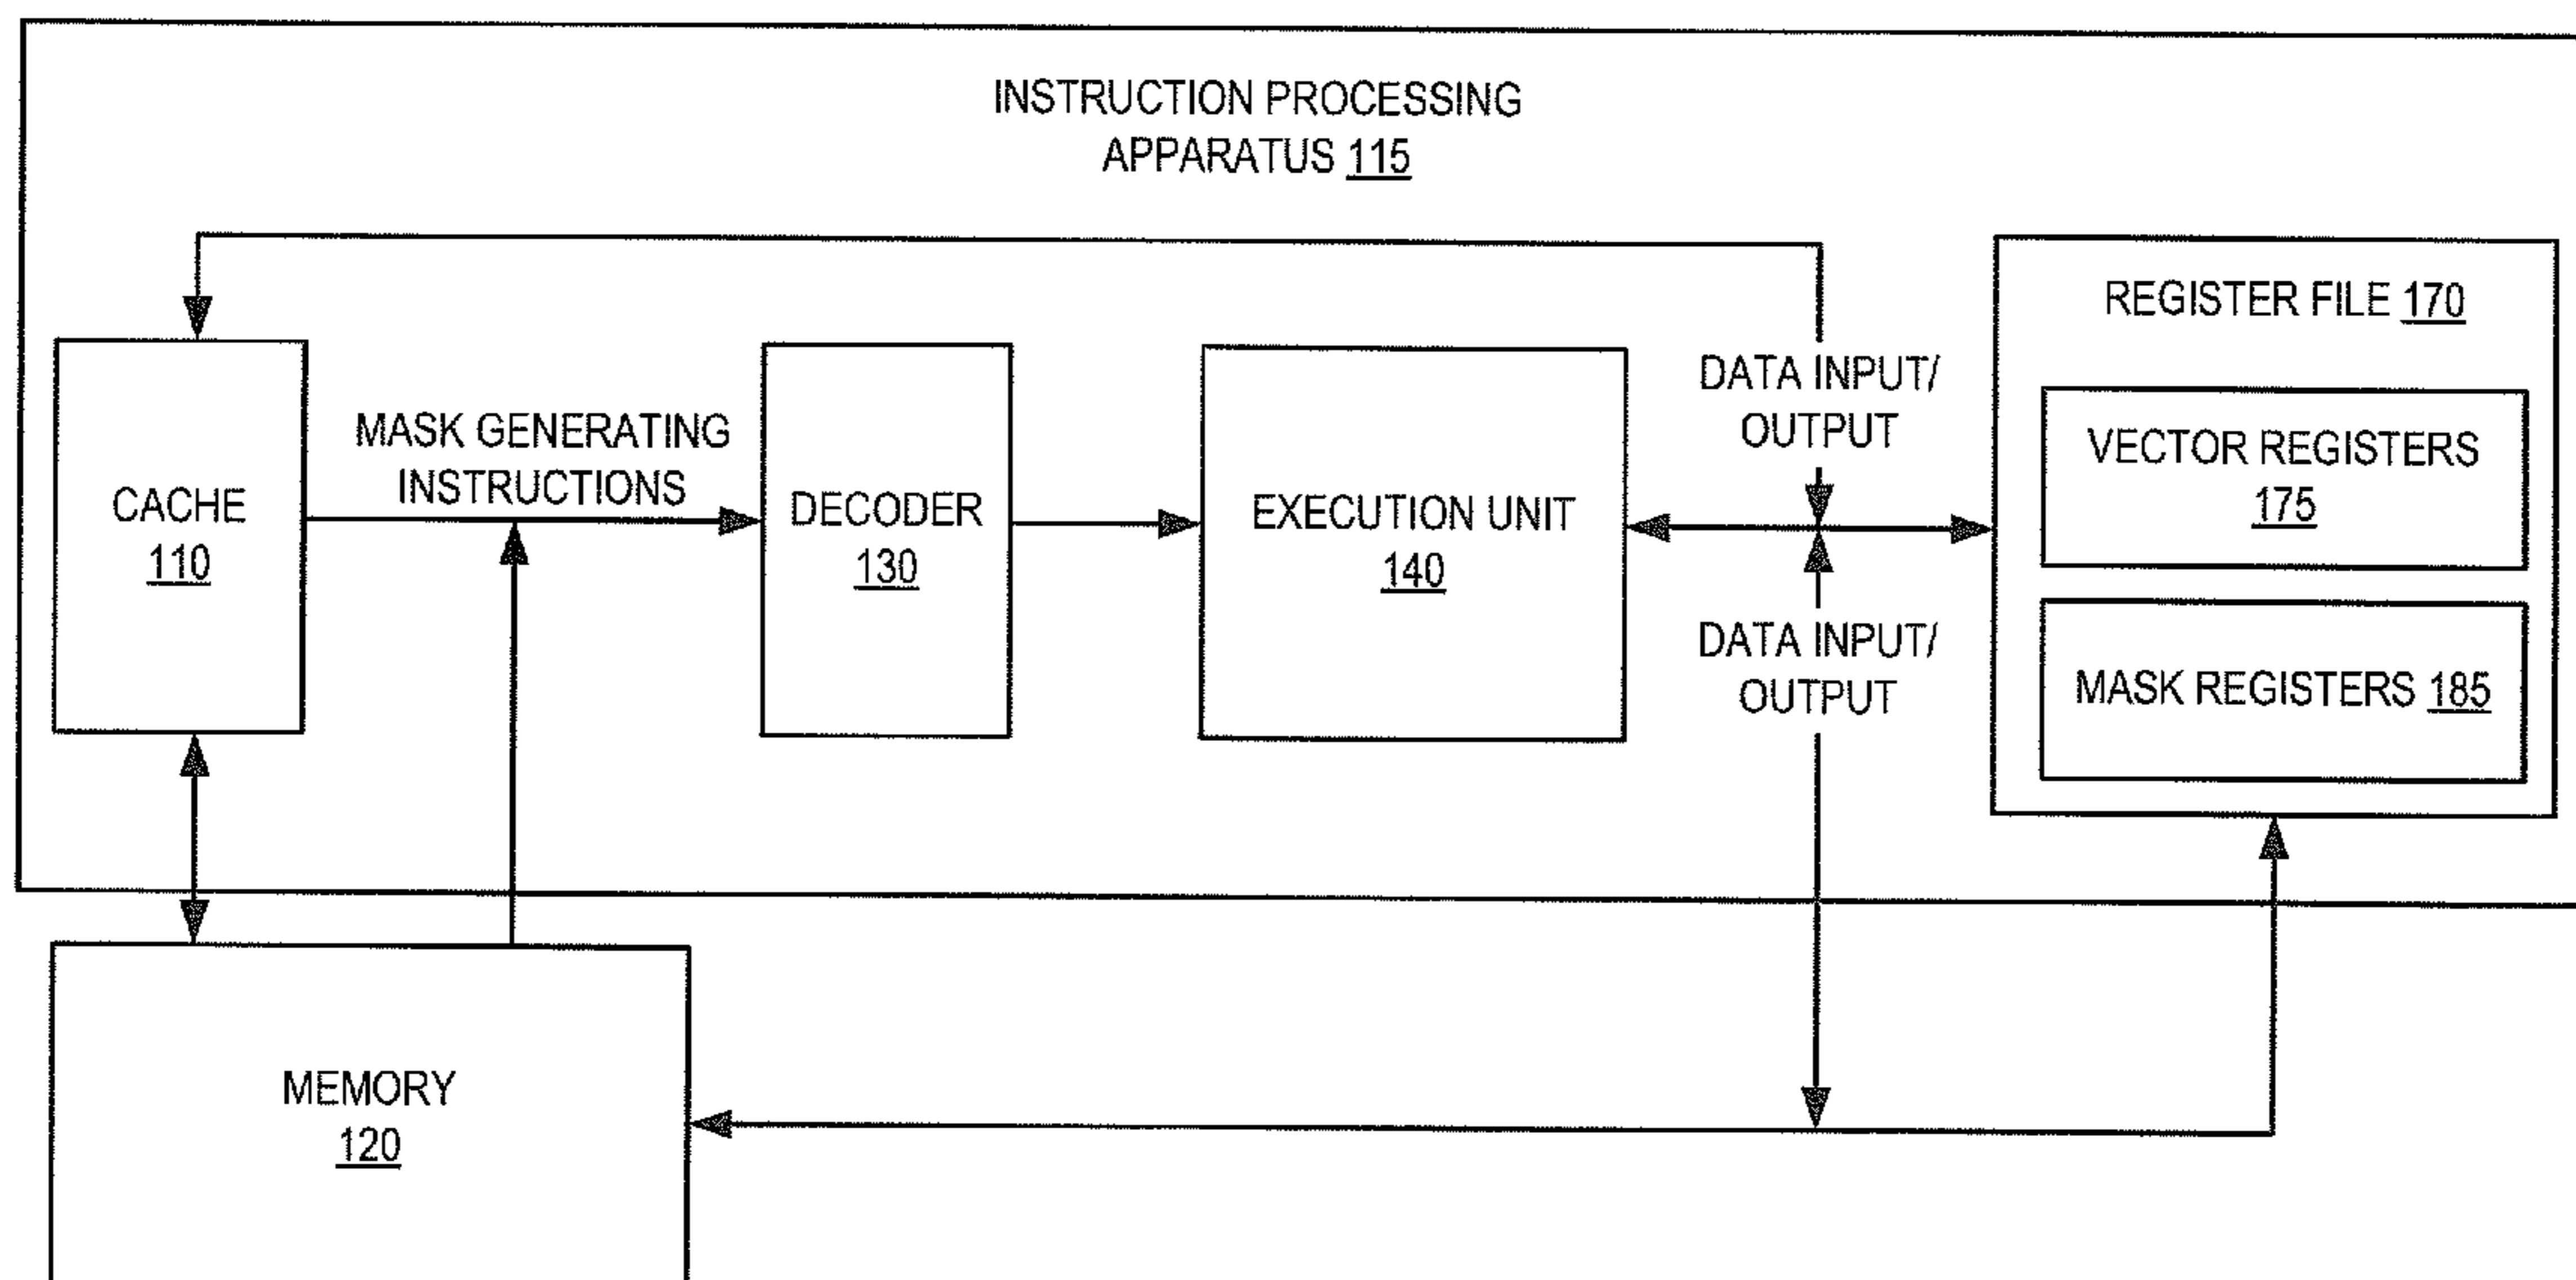 INSTRUCTION PROCESSING
APPARATUS 115
REGISTER FILE 170
DATA INPUT/
OUTPUT
MASK GENERATING
INSTRUCTIONS
VECTOR REGISTERS
175
CACHE
110
DECODER
130
EXECUTION UNIT
140
DATA INPUT/
OUTPUT
MASK REGISTERS 185
MEMORY
120